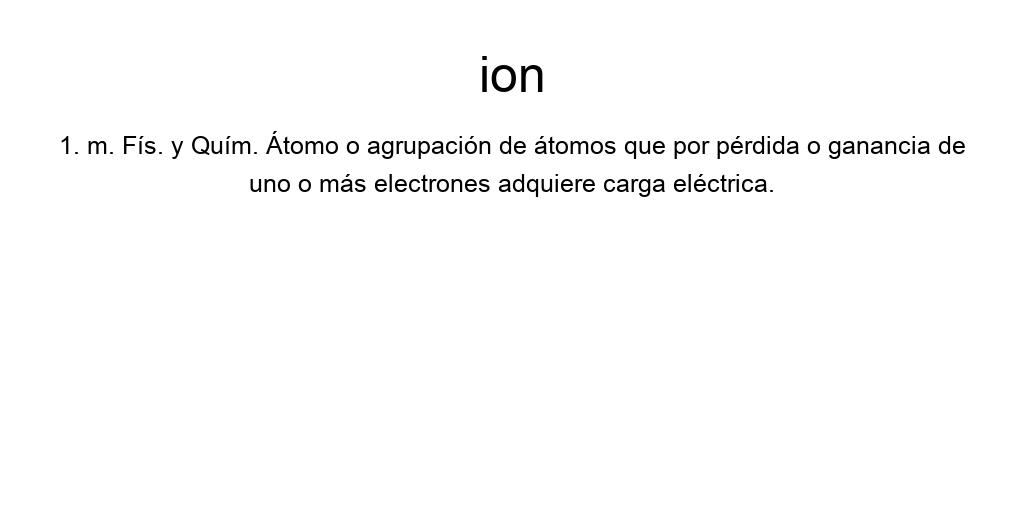 ion
1. m. Fís. y Quím. Átomo o agrupación de átomos que por pérdida o ganancia de
uno o más electrones adquiere carga eléctrica.